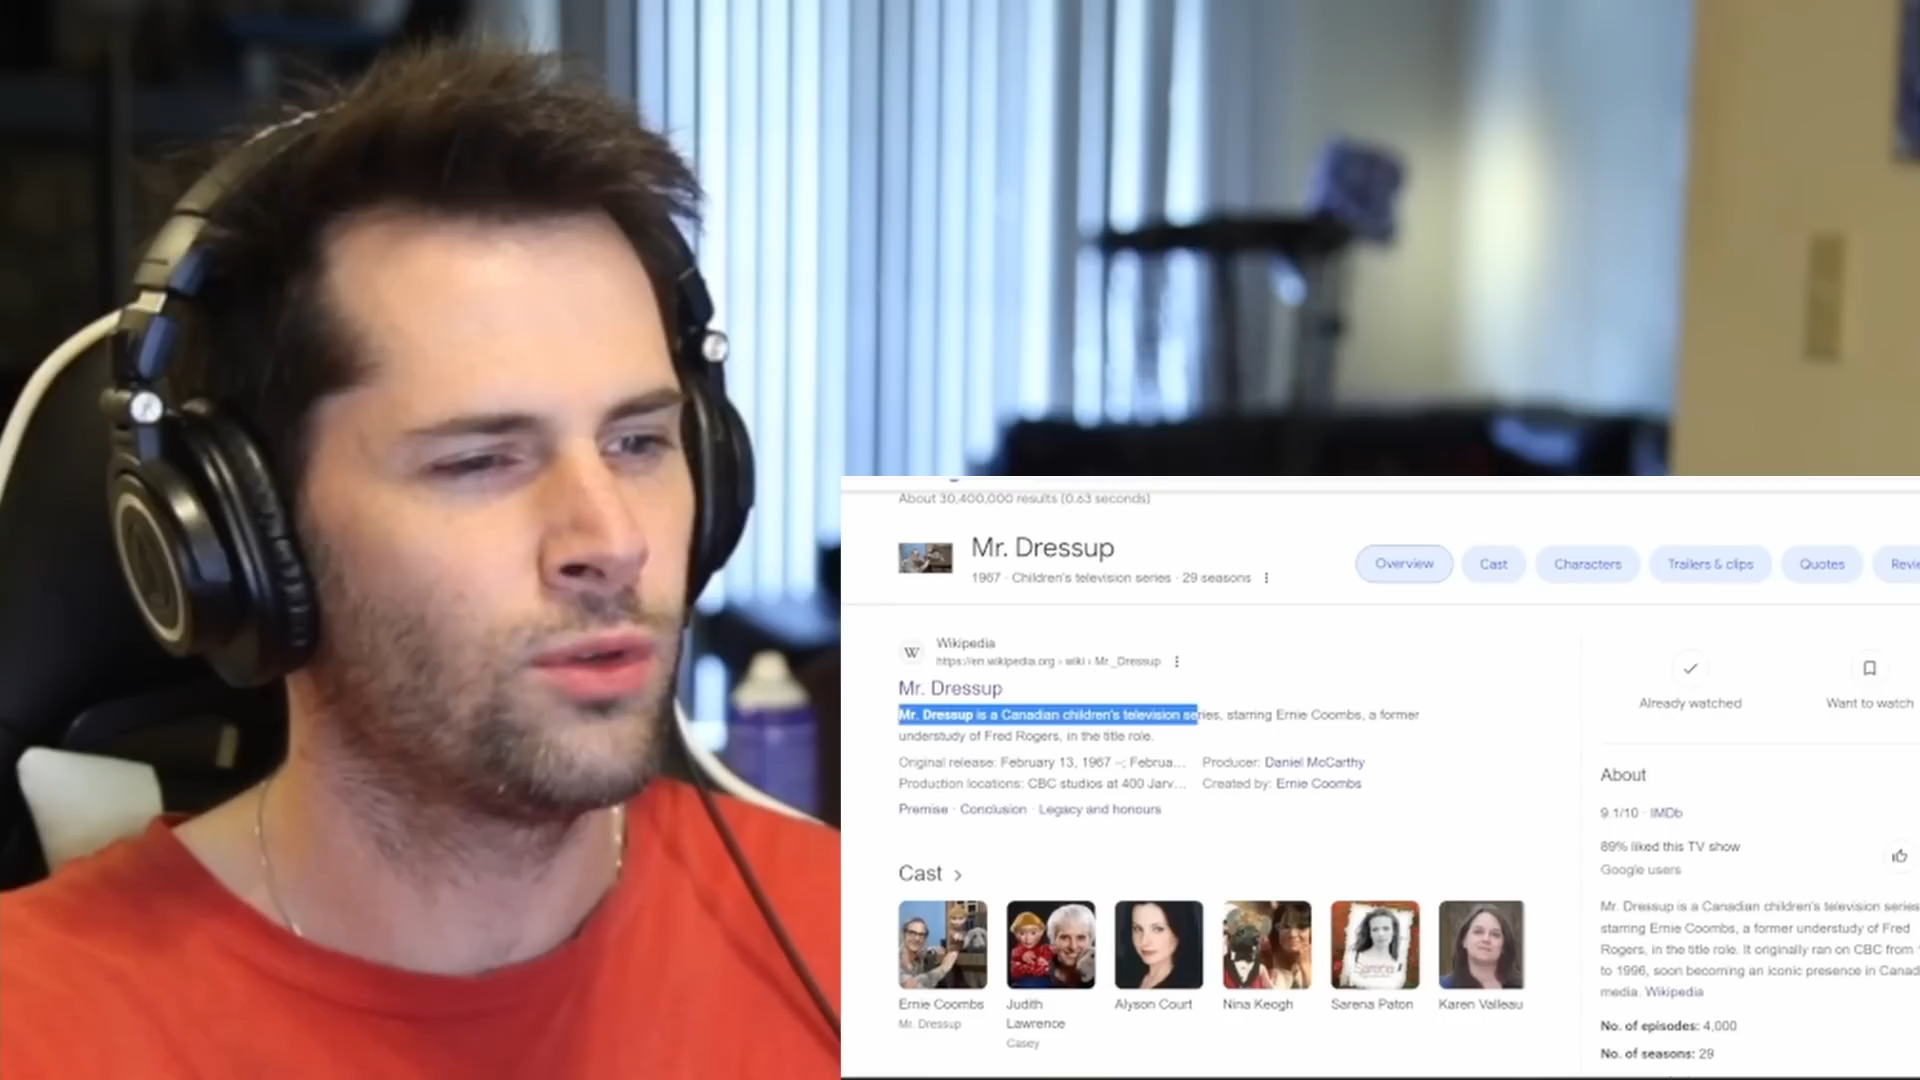 About 30,400,000 results (0.63 seconds)
Mr. Dressup
1967 · Children's television series · 29 seasons
Overview
Cast
Characters
Trailers & clips
Quotes
Wikipedia
https://en.wikipedia.org › wiki › Mr._Dressup
Mr. Dressup
Mr. Dressup is a Canadian children's television series, starring Ernie Coombs, a former
understudy of Fred Rogers, in the title role.
Original release: February 13, 1967 –; Februa...
Producer: Daniel McCarthy
Production locations: CBC studios at 400 Jarv...
Created by: Ernie Coombs
Premise · Conclusion · Legacy and honours
Cast
Ernie Coombs
Mr. Dressup
Judith
Lawrence
Casey
Alyson Court
Nina Keogh
Sarena Paton
Karen Valleau
Already watched
Want to watch
About
9.1/10 · IMDb
89% liked this TV show
Google users
Mr. Dressup is a Canadian children's television series
starring Ernie Coombs, a former understudy of Fred
Rogers, in the title role. It originally ran on CBC from
to 1996, soon becoming an iconic presence in
media. Wikipedia
No. of episodes: 4,000
No. of seasons: 29